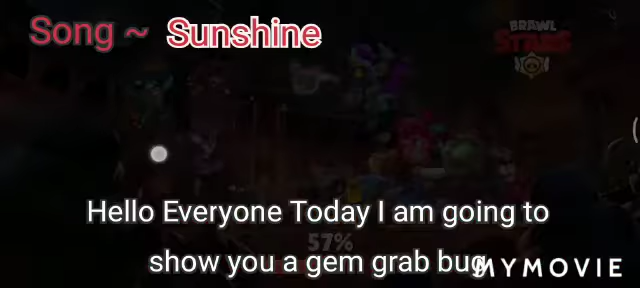 Song ~ Sunshine
BRAWL
STARS
Hello Everyone Today I am going to
57%
show you a gem grab bug
MYMOVIE